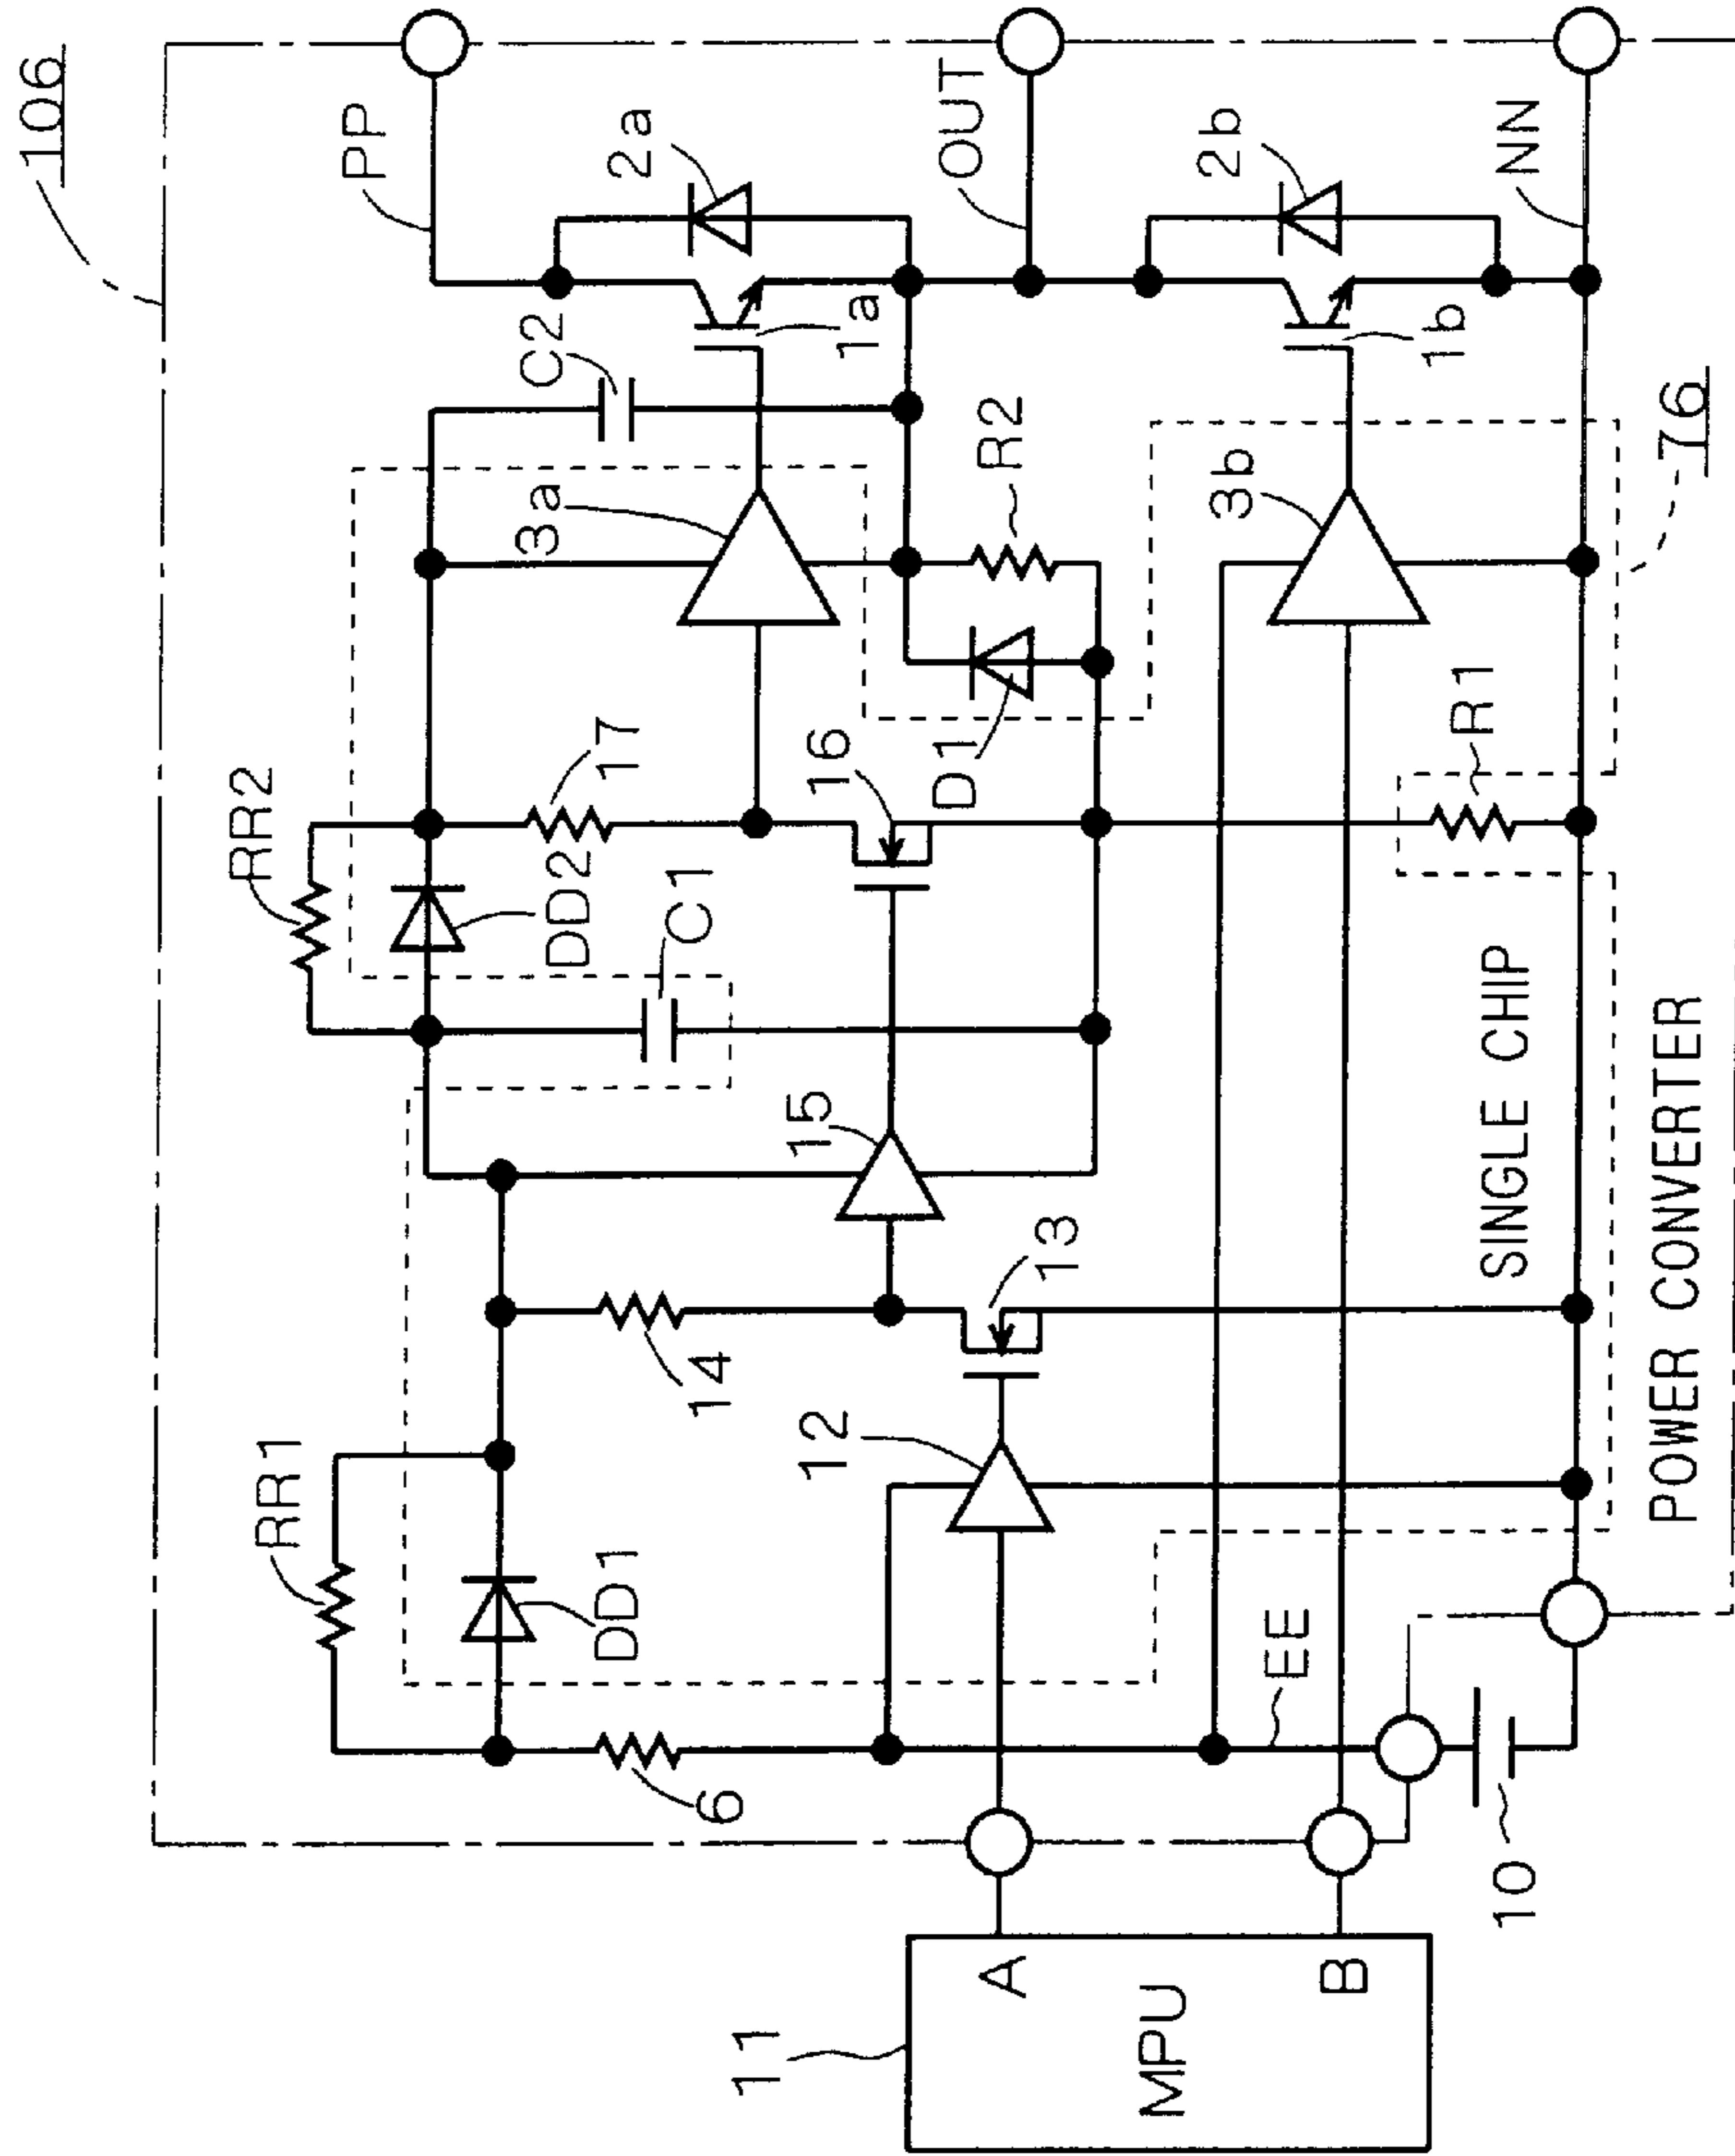 106
PP
2a
OUT
2b
NN
C2
1a
1b
R2
76
3a
3b
17
16
D1
R1
RR2
DD2
C1
15
SINGLE CHIP
13
14
12
RR1
DD1
EE
POWER CONVERTER
6
10
11
A
MPU
B